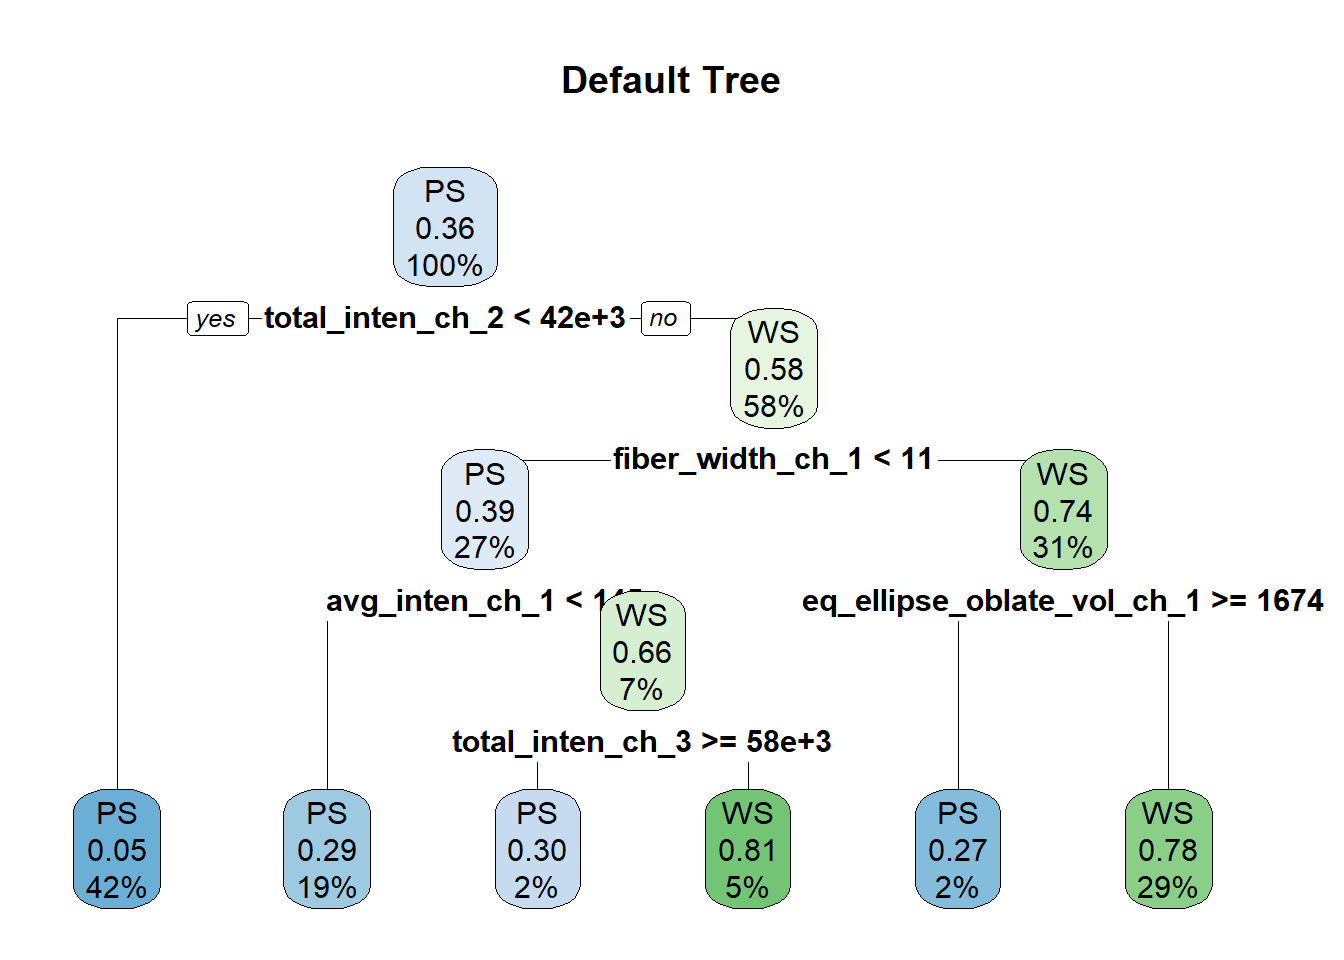 Default Tree
PS
0.36
100%
yes total_inten_ch_2 < 42e+3 no
WS
0.58
58%
fiber_width_ch_1 < 11
PS
0.39
27%
WS
0.74
31%
avg_inten_ch_1 <
eq_ellipse_oblate_vol_ch_1 >= 1674
WS
0.66
7%
total_inten_ch_3 >= 58e+3
PS
0.05
42%
PS
0.29
19%
PS
0.30
2%
WS
0.81
5%
PS
0.27
2%
WS
0.78
29%